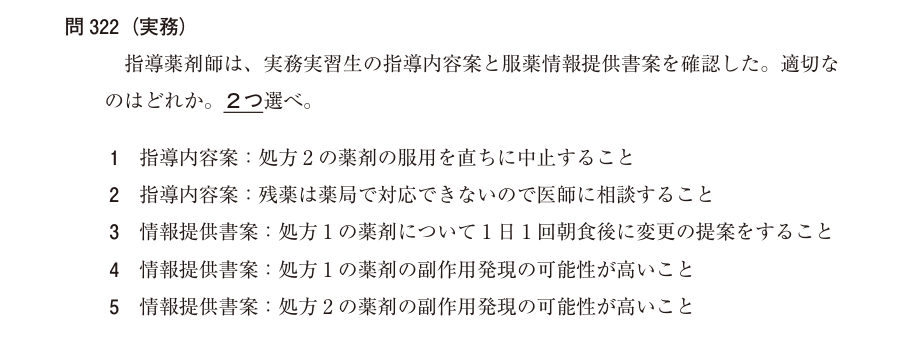 問 322（実務）
指導薬剤師は、実務実習生の指導内容案と服薬情報提供書案を確認した。適切な
のはどれか。２つ選べ。
1 指導内容案：処方２の薬剤の服用を直ちに中止すること
2 指導内容案：残薬は薬局で対応できないので医師に相談すること
3 情報提供書案：処方１の薬剤について１日１回朝食後に変更の提案をすること
4 情報提供書案：処方１の薬剤の副作用発現の可能性が高いこと
5 情報提供書案：処方２の薬剤の副作用発現の可能性が高いこと